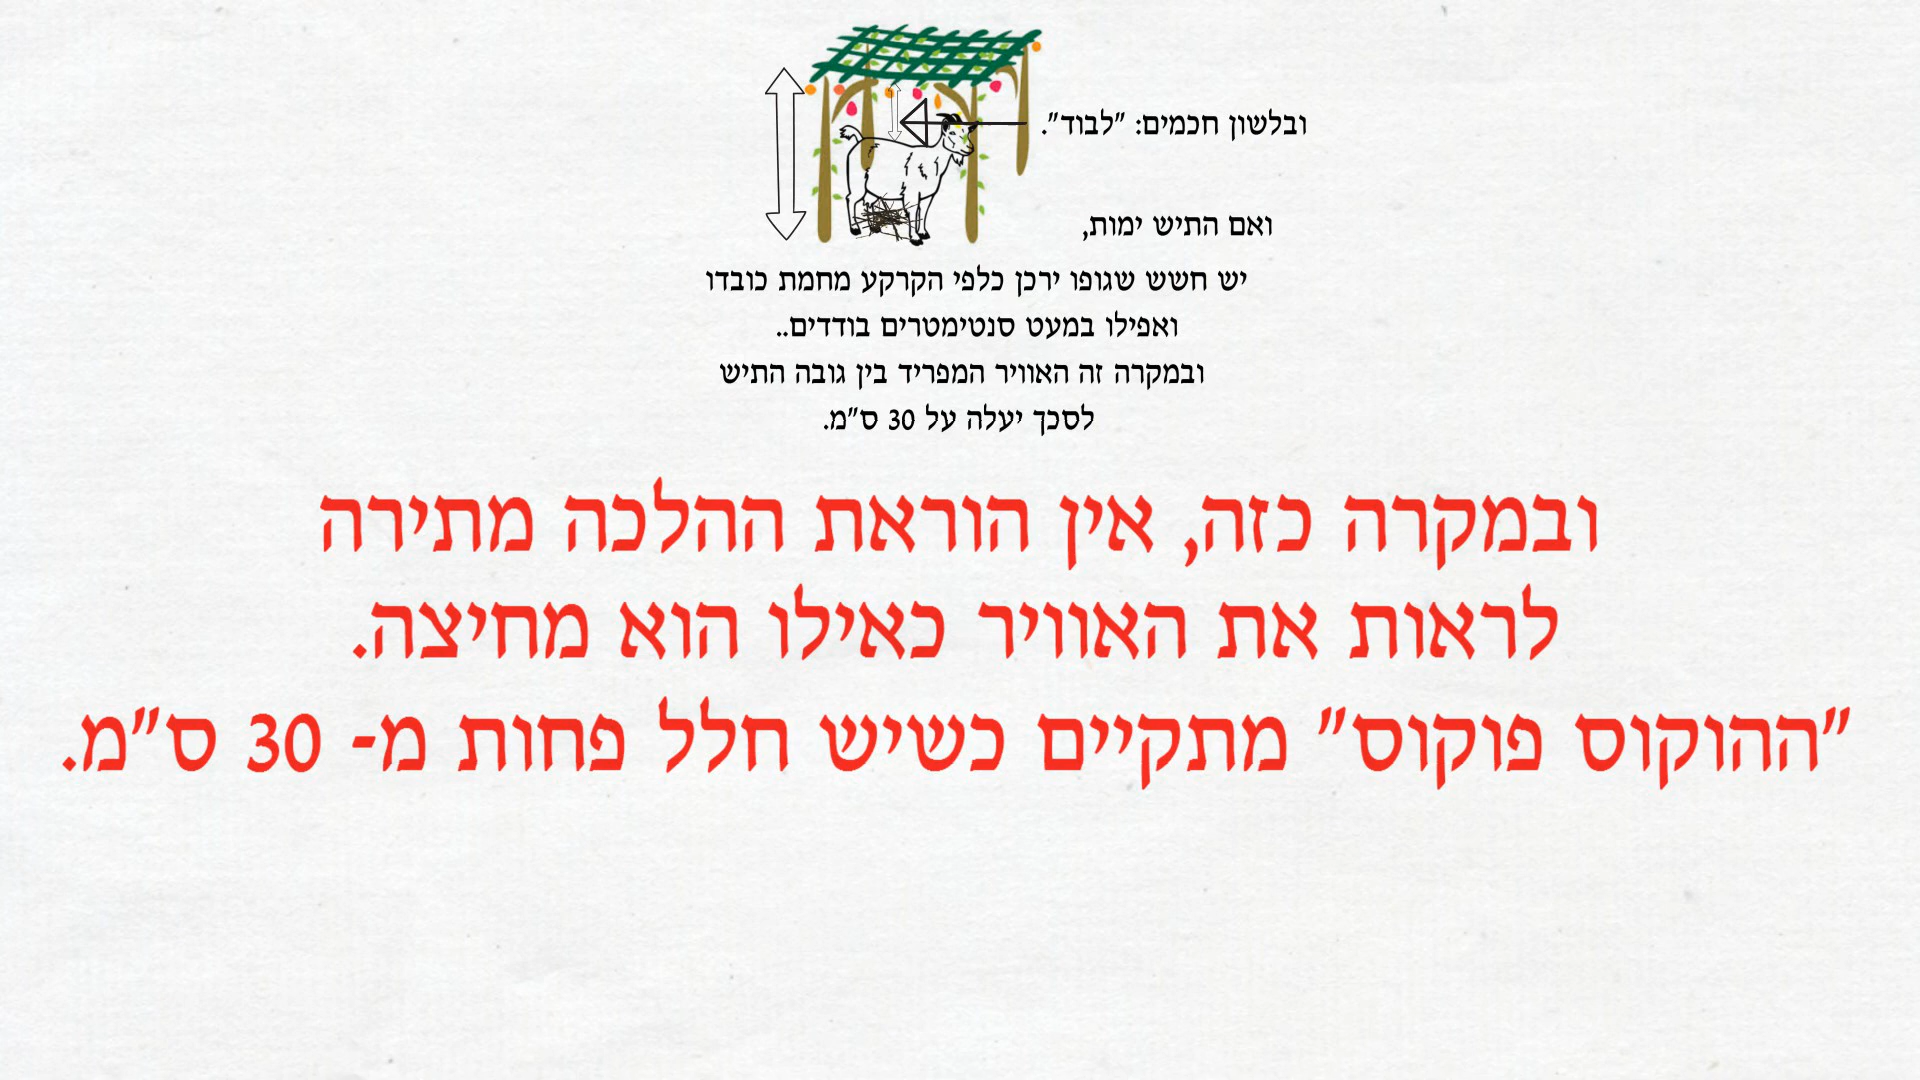 ובלשון חכמים: "לבוד".
ואם התיש ימות,
יש חשש שגופו ירכן כלפי הקרקע מחמת כובדו
ואפילו במעט סנטימטרים בודדים..
ובמקרה זה האוויר המפריד בין גובה התיש
לסכך יעלה על 30 ס"מ.
ובמקרה כזה, אין הוראת ההלכה מתירה
לראות את האוויר כאילו הוא מחיצה.
"ההוקוס פוקוס" מתקיים כשיש חלל פחות מ- 30 ס"מ.